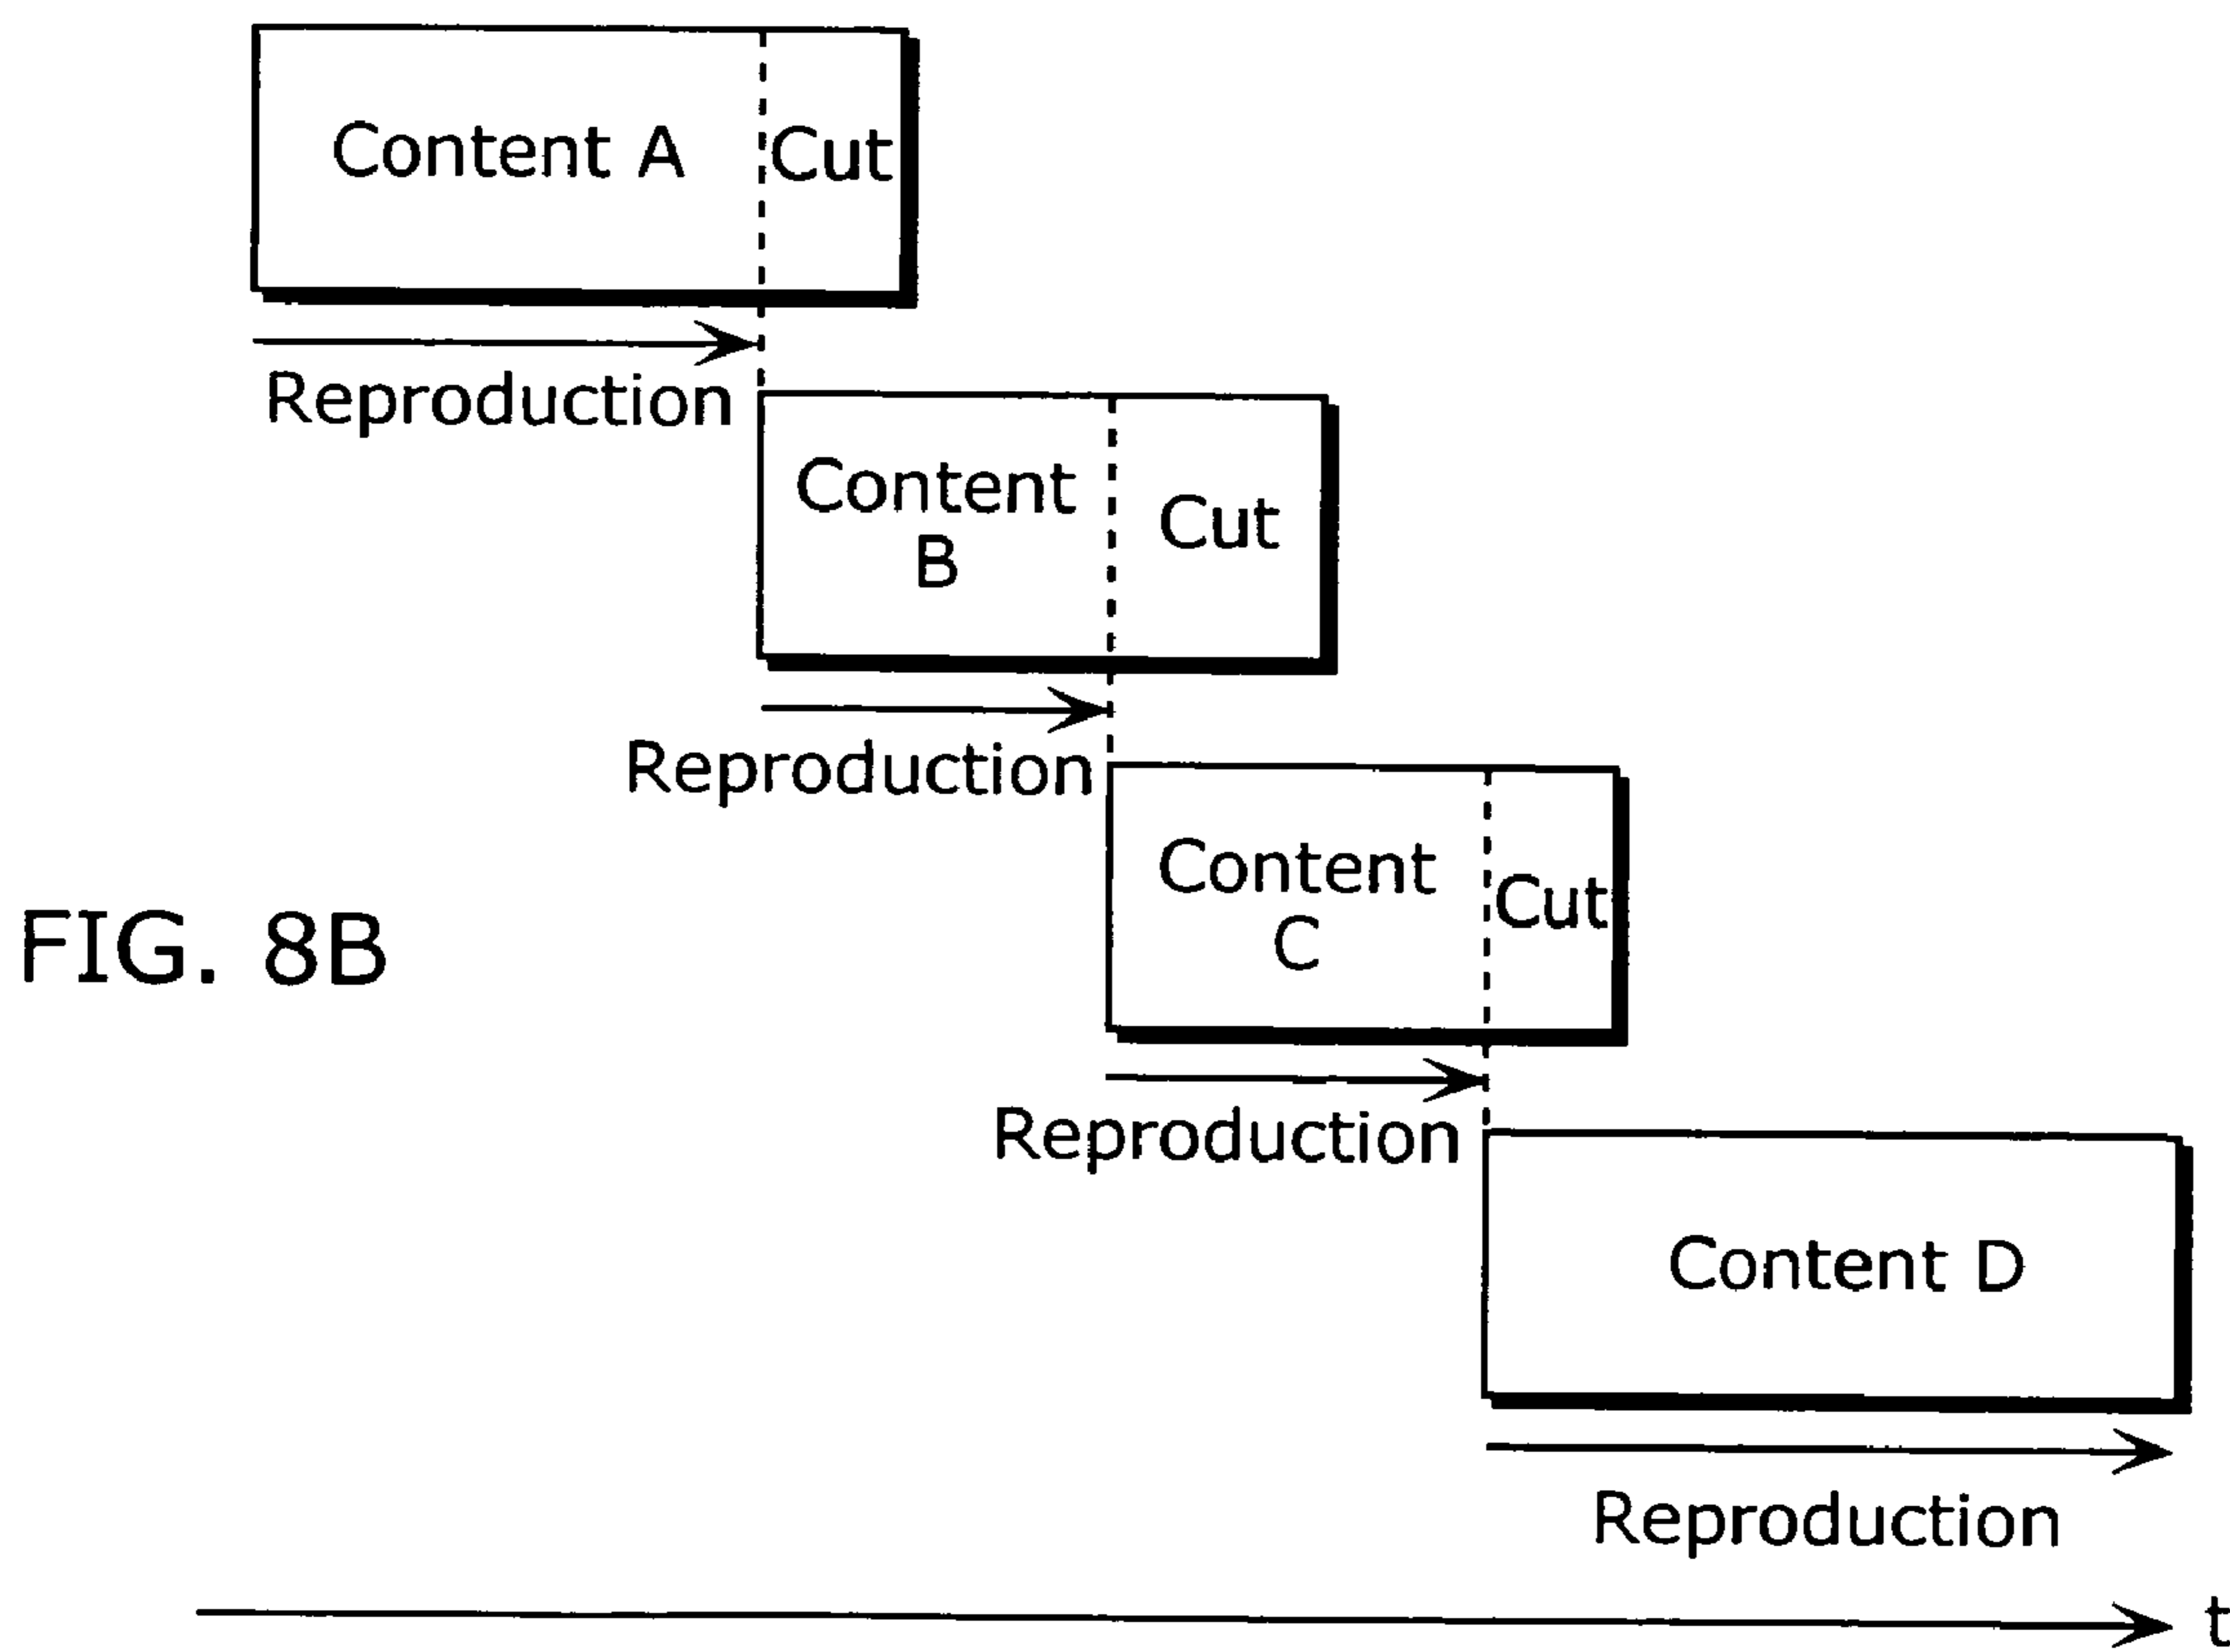 Content A
Cut
Reproduction
Content
B
Cut
Reproduction
Content
C
Cut
FIG. 8B
Reproduction
Content D
Reproduction
t